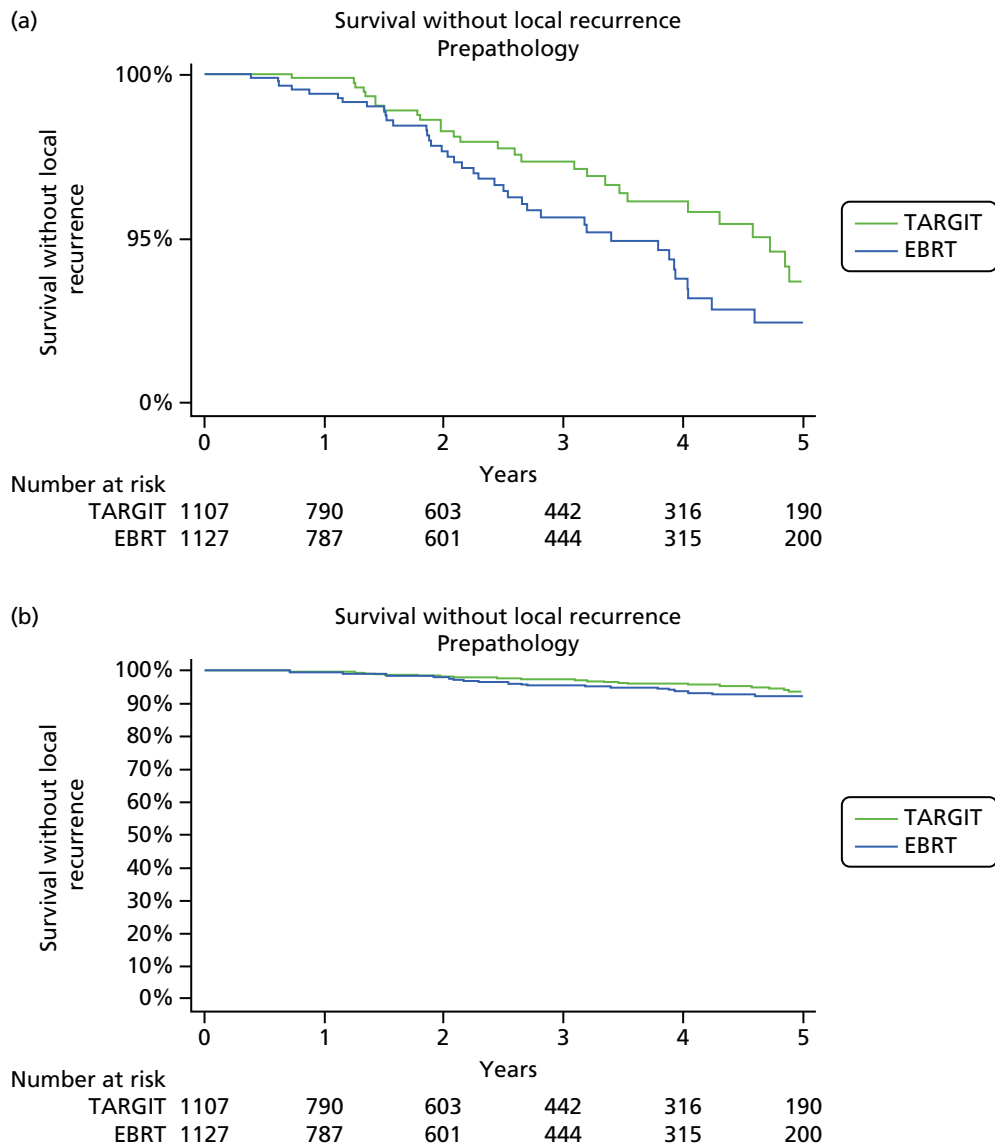 (a)
Survival without local recurrence
Prepathology
Survival without local
recurrence
100%
95%
0%
TARGIT
EBRT
0 1 2 3 4 5
Years
Number at risk
TARGIT 1107 790 603 442 316 190
EBRT 1127 787 601 444 315 200
(b)
Survival without local recurrence
Prepathology
Survival without local
recurrence
100%
90%
80%
70%
60%
50%
40%
30%
20%
10%
0%
TARGIT
EBRT
0 1 2 3 4 5
Years
Number at risk
TARGIT 1107 790 603 442 316 190
EBRT 1127 787 601 444 315 200